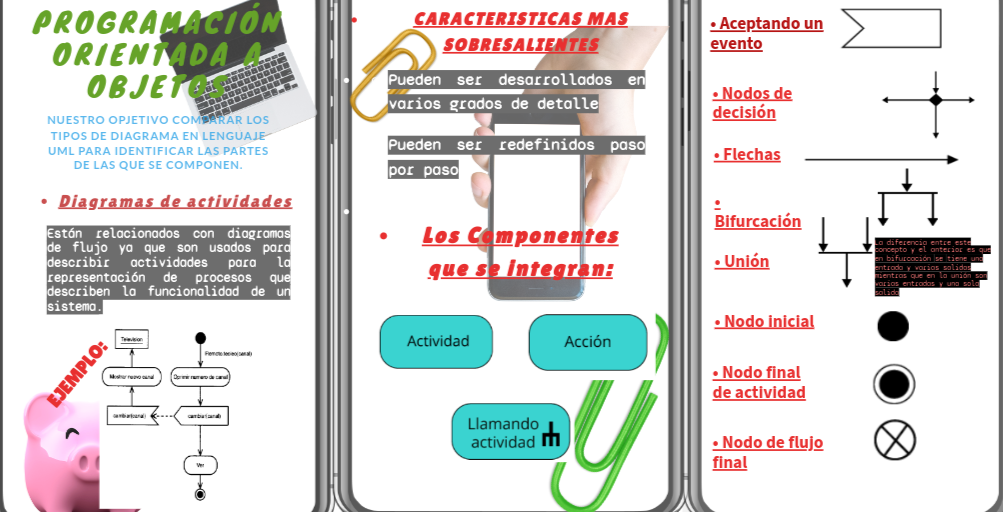 PROGRAMACIÓN
ORIENTADA A
OBJETOS
NUESTRO OPJETIVO COMPARAR LOS
TIPOS DE DIAGRAMA EN LENGUAJE
UML PARA IDENTIFICAR LAS PARTES
DE LAS QUE SE COMPONEN.
• Diagramas de actividades
Están relacionados con diagramas
de flujo ya que son usados para
describir actividades para la
representación de procesos que
describen la funcionalidad de un
sistema.
EJEMPLO:
Television
Mostrar nuevo canal
Oprimir numero de canal
cambiar(canal)
cambiar(canal)
Ver
• CARACTERISTICAS MAS
SOBRESALIENTES
Pueden ser desarrollados en
varios grados de detalle
Pueden ser redefinidos paso
por paso
• Los Componentes
que se integran:
Actividad
Acción
Llamando
actividad
• Aceptando un
evento
• Nodos de
decisión
• Flechas
•
Bifurcación
• Unión
La diferencia entre este
concepto y el anterior es que
en bifurcación se tiene una
entrada y varias salidas
mientras que en la unión son
varias entradas y una sola
salida
• Nodo inicial
• Nodo final
de actividad
• Nodo de flujo
final